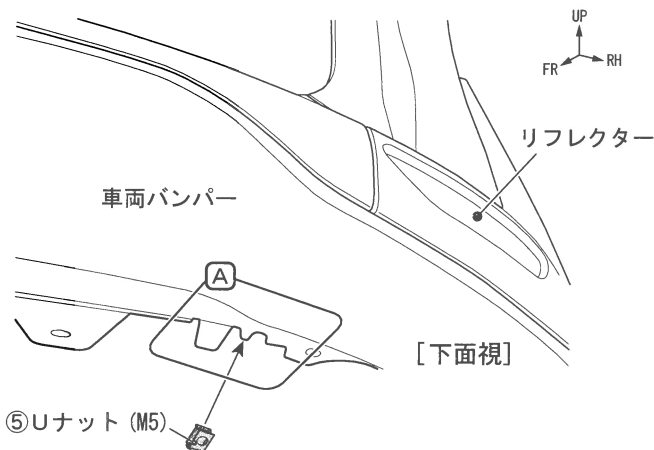 UP
FR
RH
リフレクター
車両バンパー
A
[下面視]
⑤Uナット(M5)